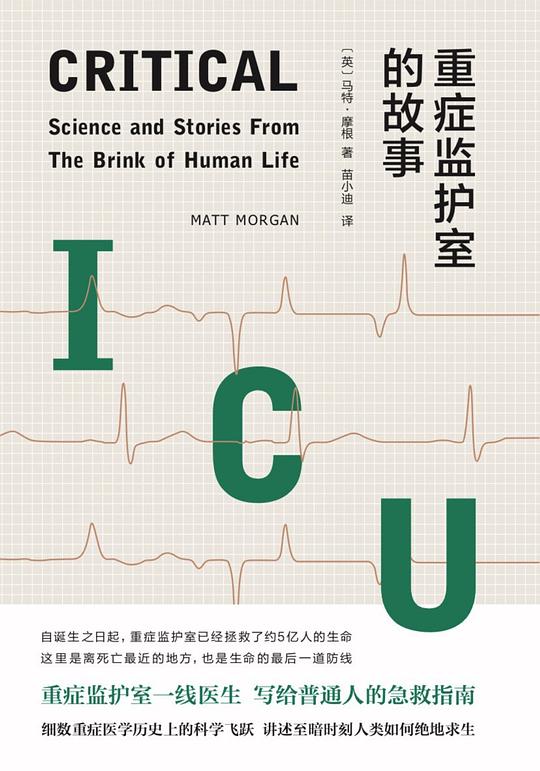 CRITICAL
Science and Stories From
The Brink of Human Life
MATT MORGAN
重症监护室
的故事
〔英〕马特·摩根 著 苗小迪 译
I
C
U
自诞生之日起，重症监护室已经拯救了约5亿人的生命
这里是离死亡最近的地方，也是生命的最后一道防线
重症监护室一线医生 写给普通人的急救指南
细数重症医学历史上的科学飞跃 讲述至暗时刻人类如何绝地求生